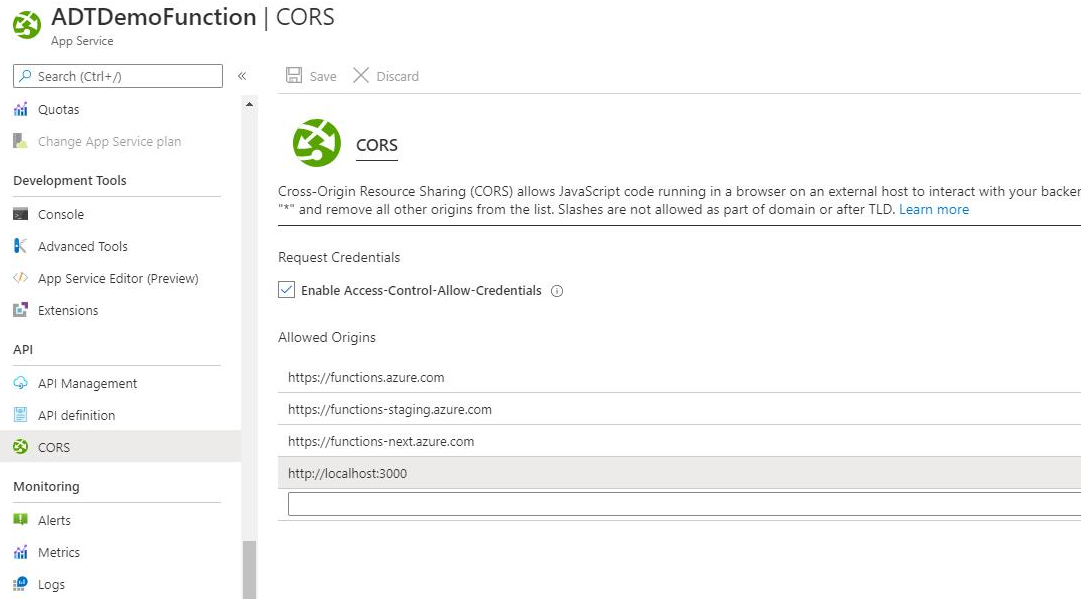 ADTDemoFunction | CORS
App Service
Search (Ctrl+/)
«
Quotas
Change App Service plan
Development Tools
Console
Advanced Tools
App Service Editor (Preview)
Extensions
API
API Management
API definition
CORS
Monitoring
Alerts
Metrics
Logs
Save Discard
CORS
Cross-Origin Resource Sharing (CORS) allows JavaScript code running in a browser on an external host to interact with your backen
"*" and remove all other origins from the list. Slashes are not allowed as part of domain or after TLD. Learn more
Request Credentials
Enable Access-Control-Allow-Credentials
Allowed Origins
https://functions.azure.com
https://functions-staging.azure.com
https://functions-next.azure.com
http://localhost:3000